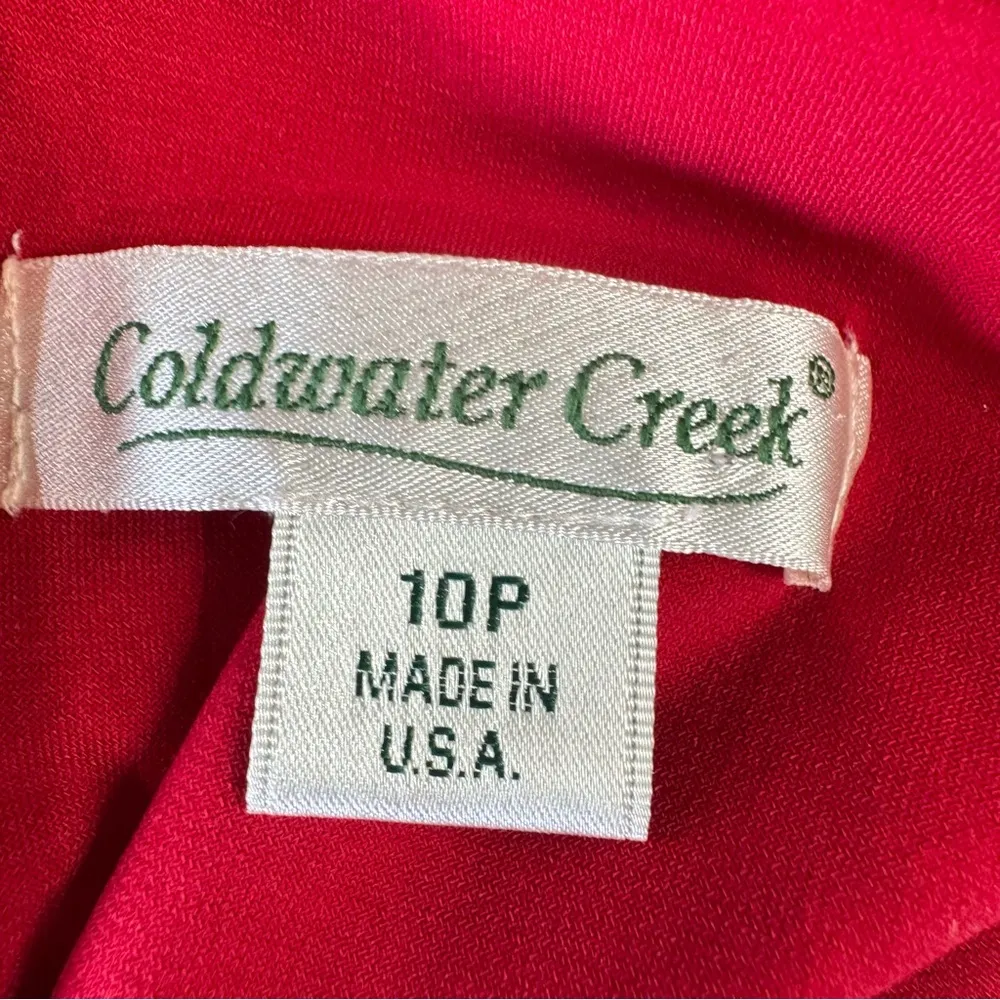 Coldwater Creek®
10P
MADE IN
U.S.A.